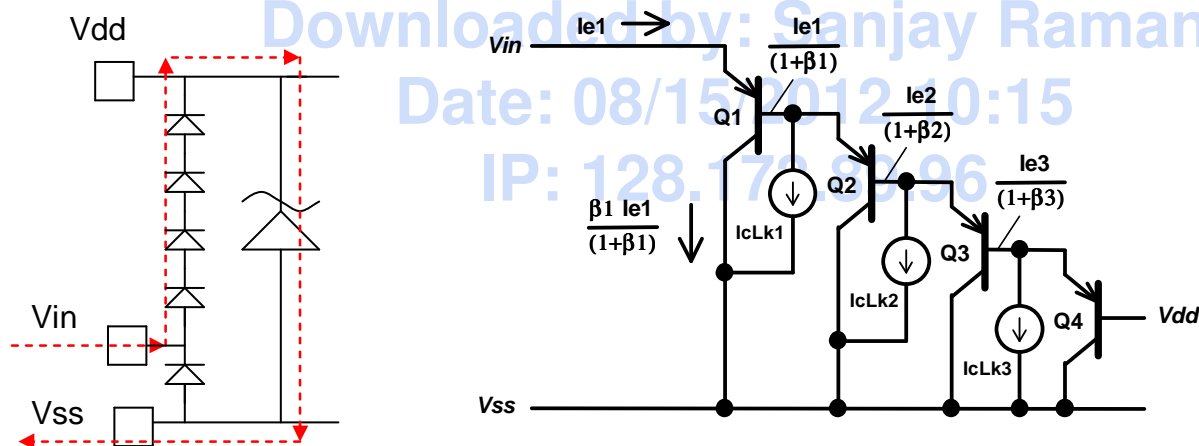 Downloaded by: Sanjay Raman
Date: 08/15/2012 10:15
IP: 128.173.89.96
Vdd
Vin
Vss
Vin
Ie1
Ie1
(1+β1)
Q1
Ie2
(1+β2)
Q2
Ie3
(1+β3)
β1 Ie1
(1+β1)
IcLk1
Q3
IcLk2
Q4
Vdd
IcLk3
Vss